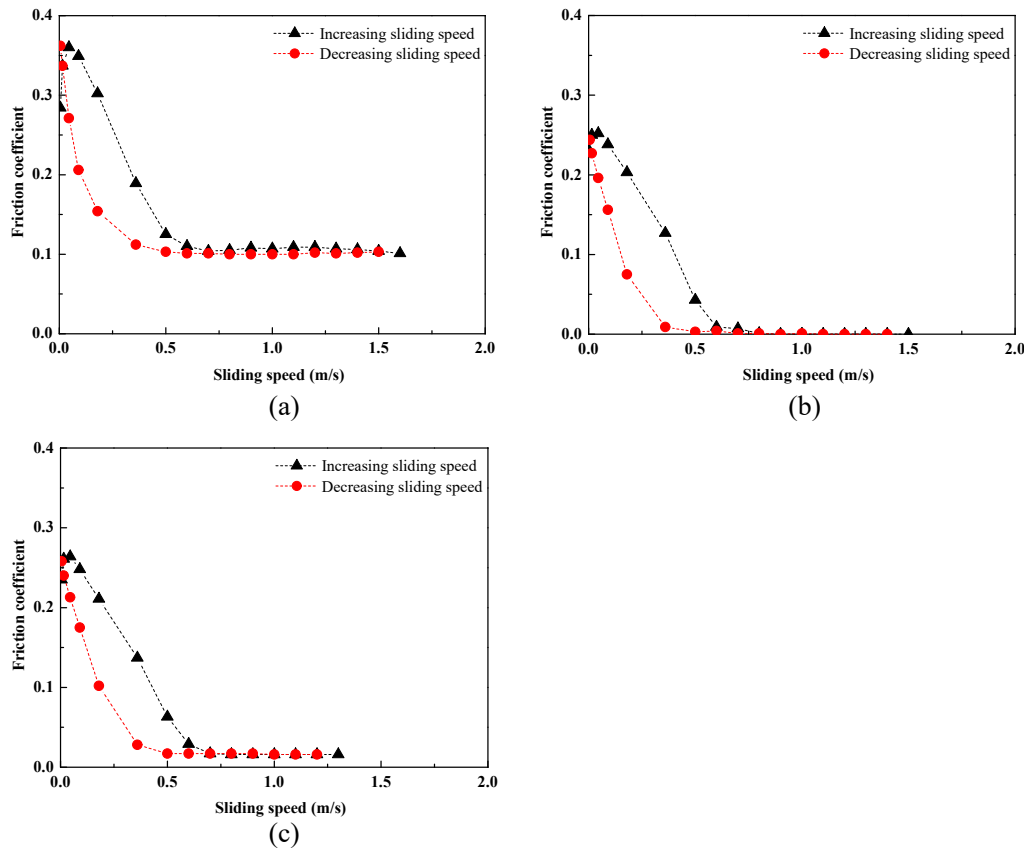 0.4
0.3
0.2
0.1
0.0
Friction coefficient
Increasing sliding speed
Decreasing sliding speed
0.0 0.5 1.0 1.5 2.0
Sliding speed (m/s)
(a)
0.4
0.3
0.2
0.1
0.0
Friction coefficient
Increasing sliding speed
Decreasing sliding speed
0.0 0.5 1.0 1.5 2.0
Sliding speed (m/s)
(b)
0.4
0.3
0.2
0.1
0.0
Friction coefficient
Increasing sliding speed
Decreasing sliding speed
0.0 0.5 1.0 1.5 2.0
Sliding speed (m/s)
(c)